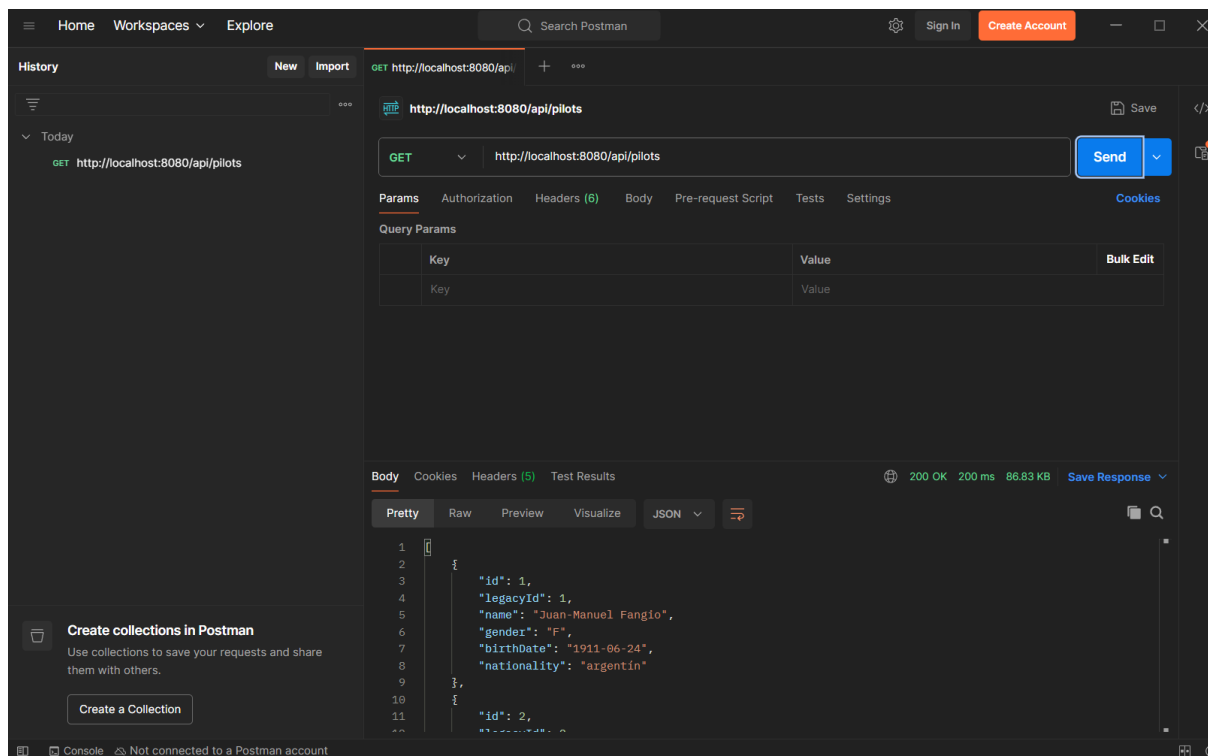 Home Workspaces Explore Search Postman Sign In Create Account
History New Import GET http://localhost:8080/api/
HTTP http://localhost:8080/api/pilots Save
Today
GET http://localhost:8080/api/pilots
GET http://localhost:8080/api/pilots Send
Params Authorization Headers (6) Body Pre-request Script Tests Settings Cookies
Query Params
Key Value Bulk Edit
Key Value
Body Cookies Headers (5) Test Results 200 OK 200 ms 86.83 KB Save Response
Pretty Raw Preview Visualize JSON
1 [
2 {
3 "id": 1,
4 "legacyId": 1,
5 "name": "Juan-Manuel Fangio",
6 "gender": "F",
7 "birthDate": "1911-06-24",
8 "nationality": "argentin"
9 },
10 {
11 "id": 2,
Create collections in Postman
Use collections to save your requests and share
them with others.
Create a Collection
Console Not connected to a Postman account